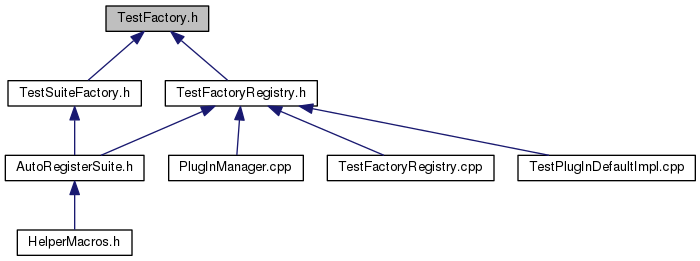 TestFactory.h
TestSuiteFactory.h
TestFactoryRegistry.h
AutoRegisterSuite.h
PlugInManager.cpp
TestFactoryRegistry.cpp
TestPlugInDefaultImpl.cpp
HelperMacros.h